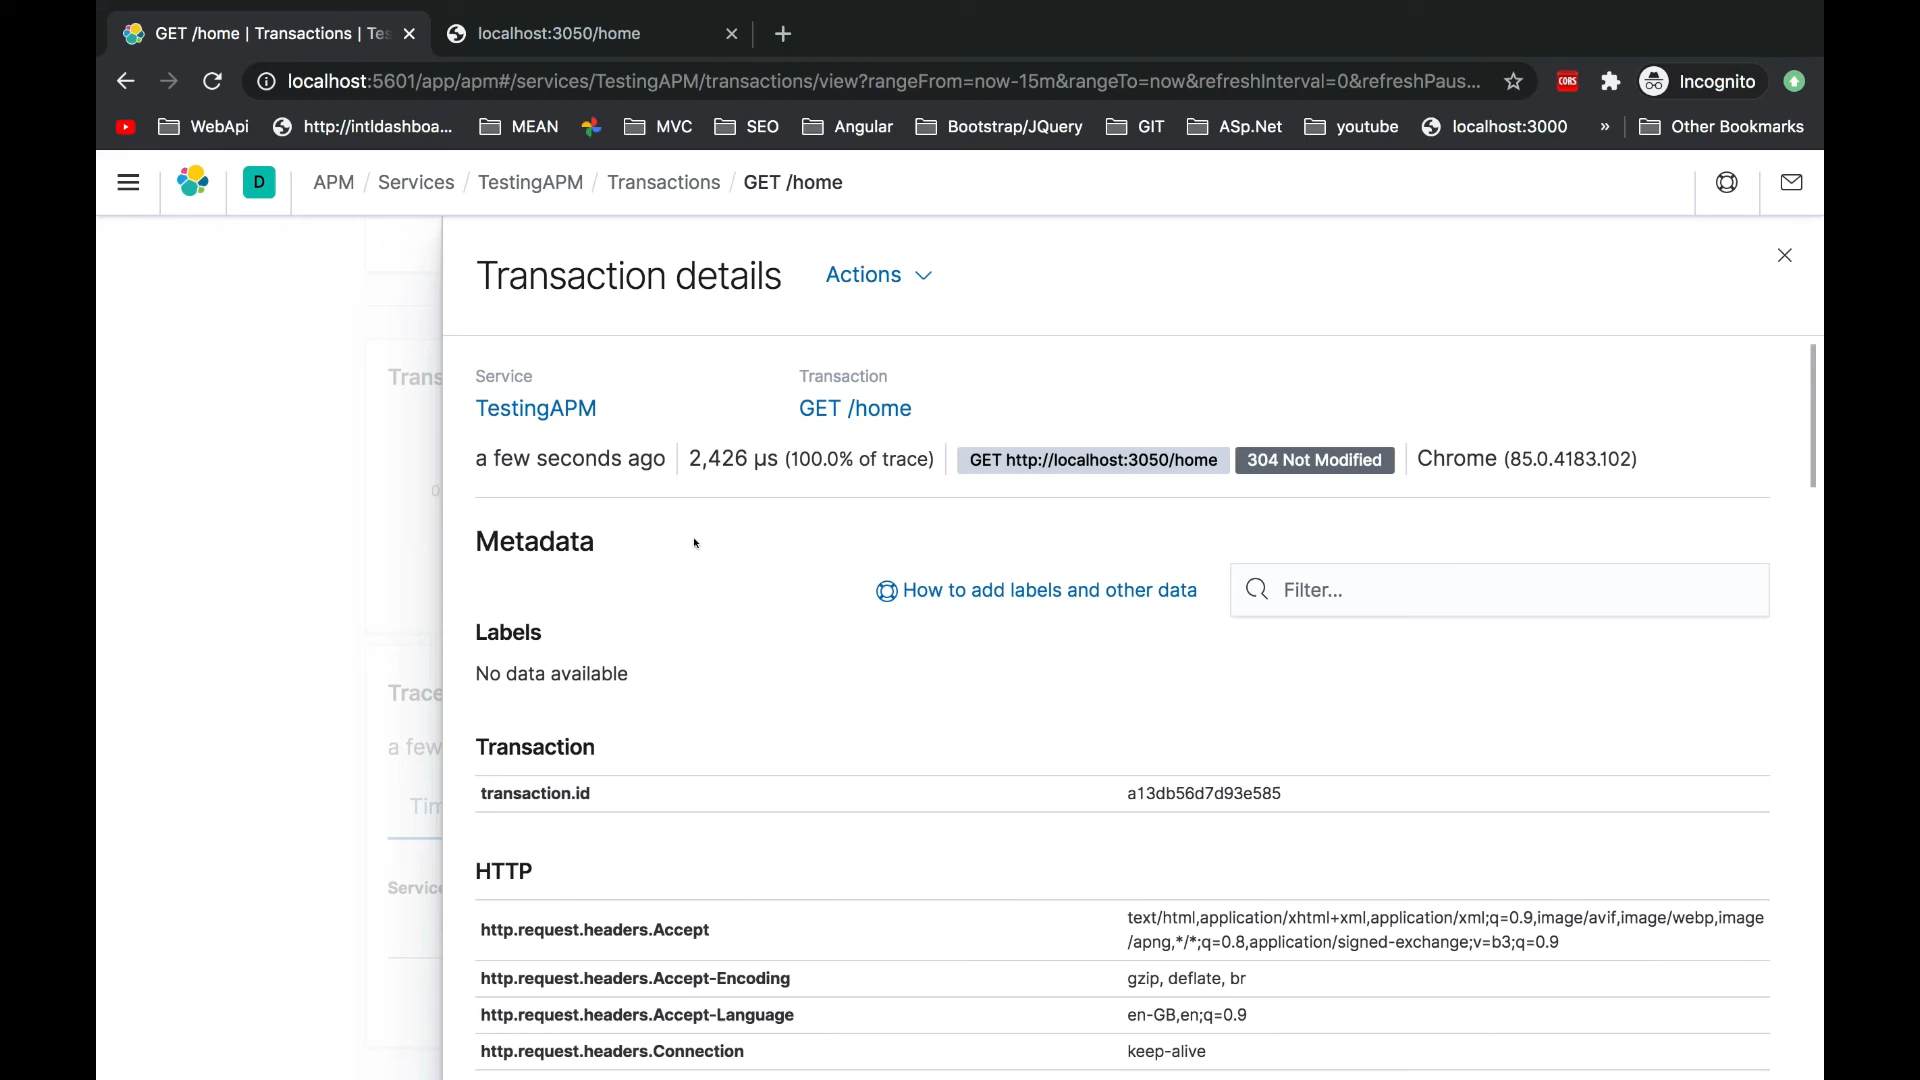 GET /home | Transactions | Tes
localhost:3050/home
localhost:5601/app/apm#/services/TestingAPM/transactions/view?rangeFrom=now-15m&rangeTo=now&refreshInterval=0&refreshPaus...
CORS
Incognito
WebApi
http://intldashboa...
MEAN
MVC
SEO
Angular
Bootstrap/JQuery
GIT
ASp.Net
youtube
localhost:3000
»
Other Bookmarks
D
APM / Services / TestingAPM / Transactions / GET /home
Transaction details
Actions
Trans
Service
Transaction
TestingAPM
GET /home
a few seconds ago
2,426 µs (100.0% of trace)
GET http://localhost:3050/home
304 Not Modified
Chrome (85.0.4183.102)
0
Metadata
How to add labels and other data
Filter...
Labels
No data available
Trace
a few
Tim
Service
Transaction
transaction.id a13db56d7d93e585
HTTP
http.request.headers.Accept
text/html,application/xhtml+xml,application/xml;q=0.9,image/avif,image/webp,image
/apng,*/*;q=0.8,application/signed-exchange;v=b3;q=0.9
http.request.headers.Accept-Encoding gzip, deflate, br
http.request.headers.Accept-Language en-GB,en;q=0.9
http.request.headers.Connection keep-alive